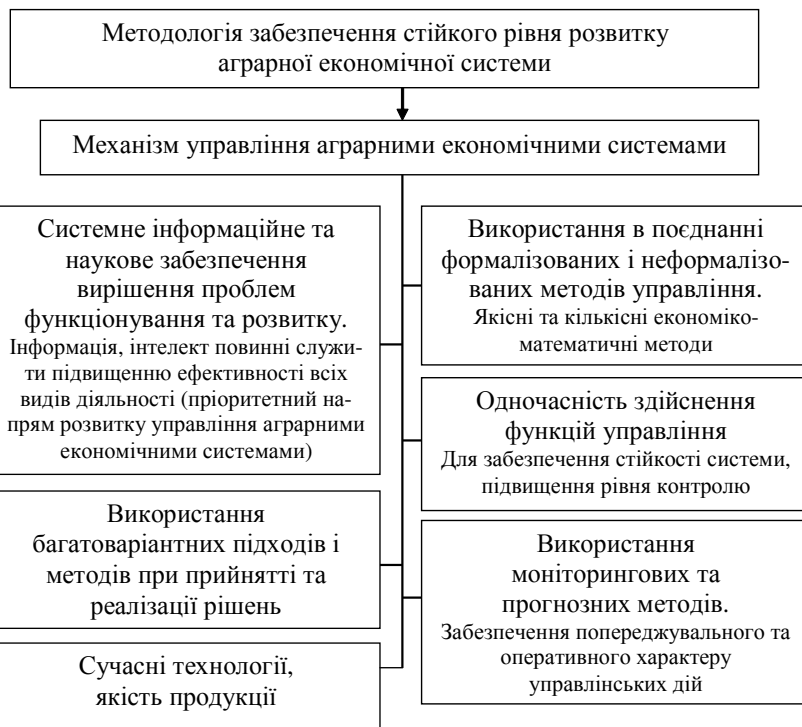 Методологія забезпечення стійкого рівня розвитку
аграрної економічної системи
Механізм управління аграрними економічними системами
Системне інформаційне та
наукове забезпечення
вирішення проблем
функціонування та розвитку.
Інформація, інтелект повинні служи-
ти підвищенню ефективності всіх
видів діяльності (пріоритетний на-
прям розвитку управління аграрними
економічними системами)
Використання
багатоваріантних підходів і
методів при прийнятті та
реалізації рішень
Сучасні технології,
якість продукції
Використання в поєднанні
формалізованих і неформалізо-
ваних методів управління.
Якісні та кількісні економіко-
математичні методи
Одночасність здійснення
функцій управління
Для забезпечення стійкості системи,
підвищення рівня контролю
Використання
моніторингових та
прогнозних методів.
Забезпечення попереджувального та
оперативного характеру
управлінських дій